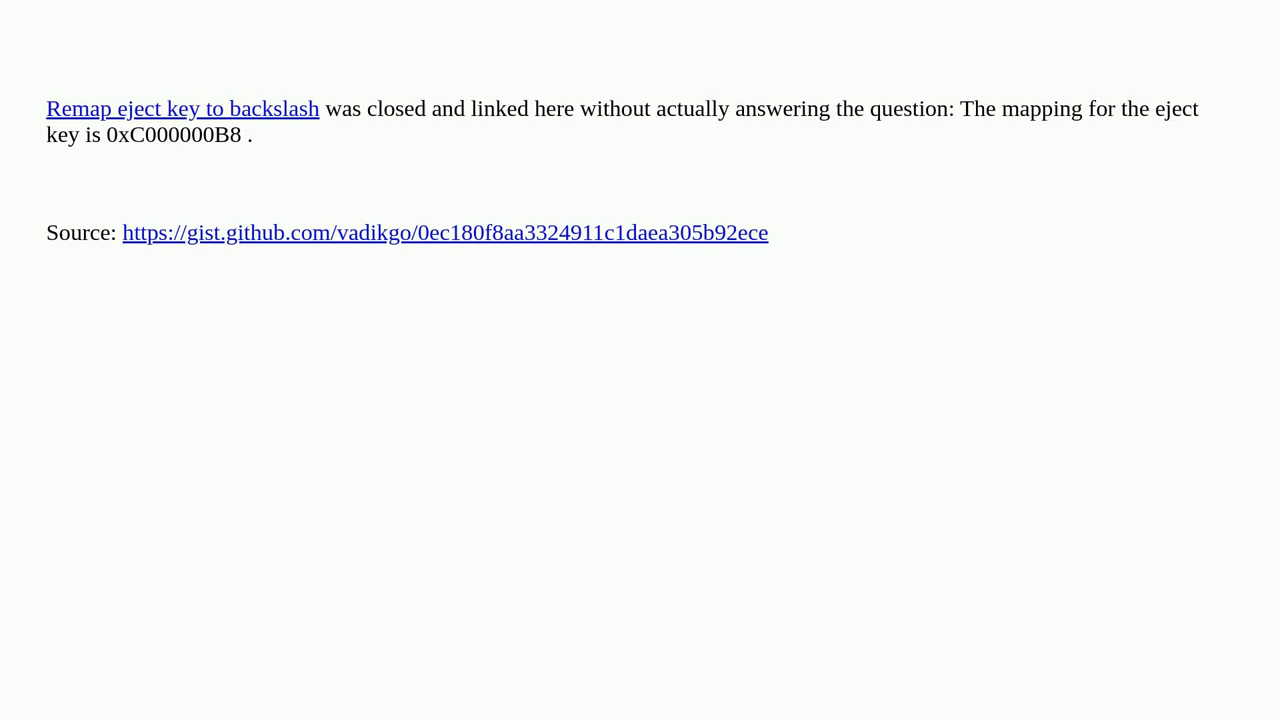 Remap eject key to backslash was closed and linked here without actually answering the question: The mapping for the eject
key is 0xC000000B8 .
Source: https://gist.github.com/vadikgo/0ec180f8aa3324911c1daea305b92ece